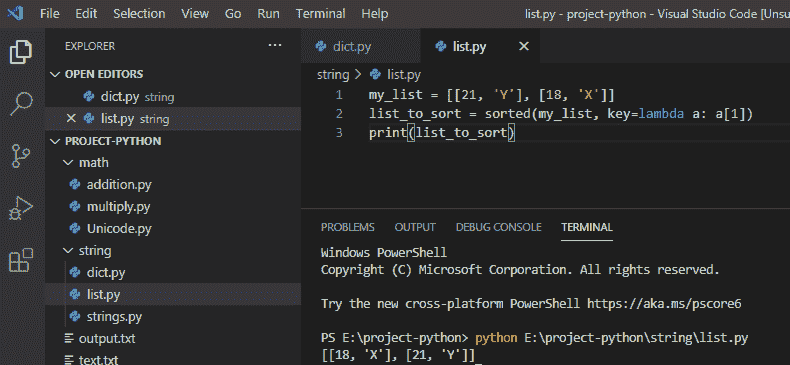 File Edit Selection View Go Run Terminal Help list.py - project-python - Visual Studio Code [Unsu
EXPLORER
OPEN EDITORS
dict.py string
list.py string
PROJECT-PYTHON
math
addition.py
multiply.py
Unicode.py
string
dict.py
list.py
strings.py
output.txt
text.txt
dict.py list.py
string > list.py
1 my_list = [[21, 'Y'], [18, 'X']]
2 list_to_sort = sorted(my_list, key=lambda a: a[1])
3 print(list_to_sort)
PROBLEMS OUTPUT DEBUG CONSOLE TERMINAL
Windows PowerShell
Copyright (C) Microsoft Corporation. All rights reserved.
Try the new cross-platform PowerShell https://aka.ms/pscore6
PS E:\project-python> python E:\project-python\string\list.py
[[18, 'X'], [21, 'Y']]